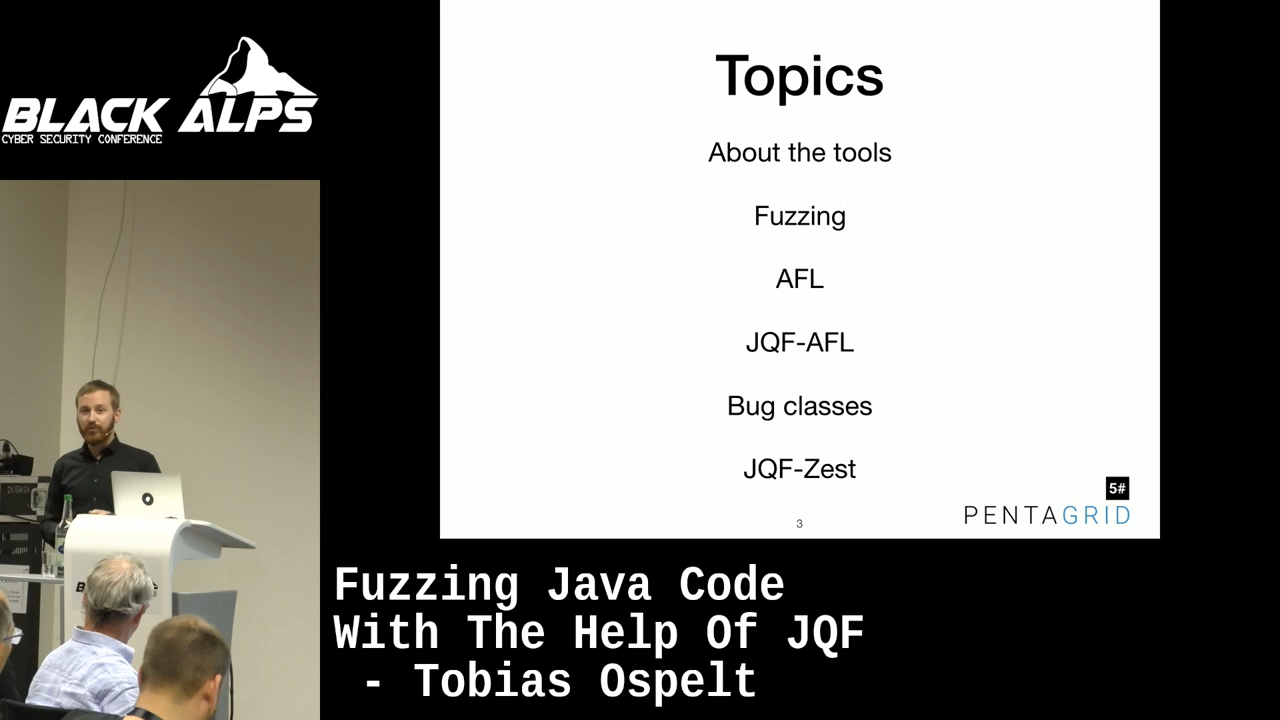 BLACK ALPS
CYBER SECURITY CONFERENCE
Topics
About the tools
Fuzzing
AFL
JQF-AFL
Bug classes
JQF-Zest
5#
PENTAGRID
3
Fuzzing Java Code
With The Help Of JQF
- Tobias Ospelt